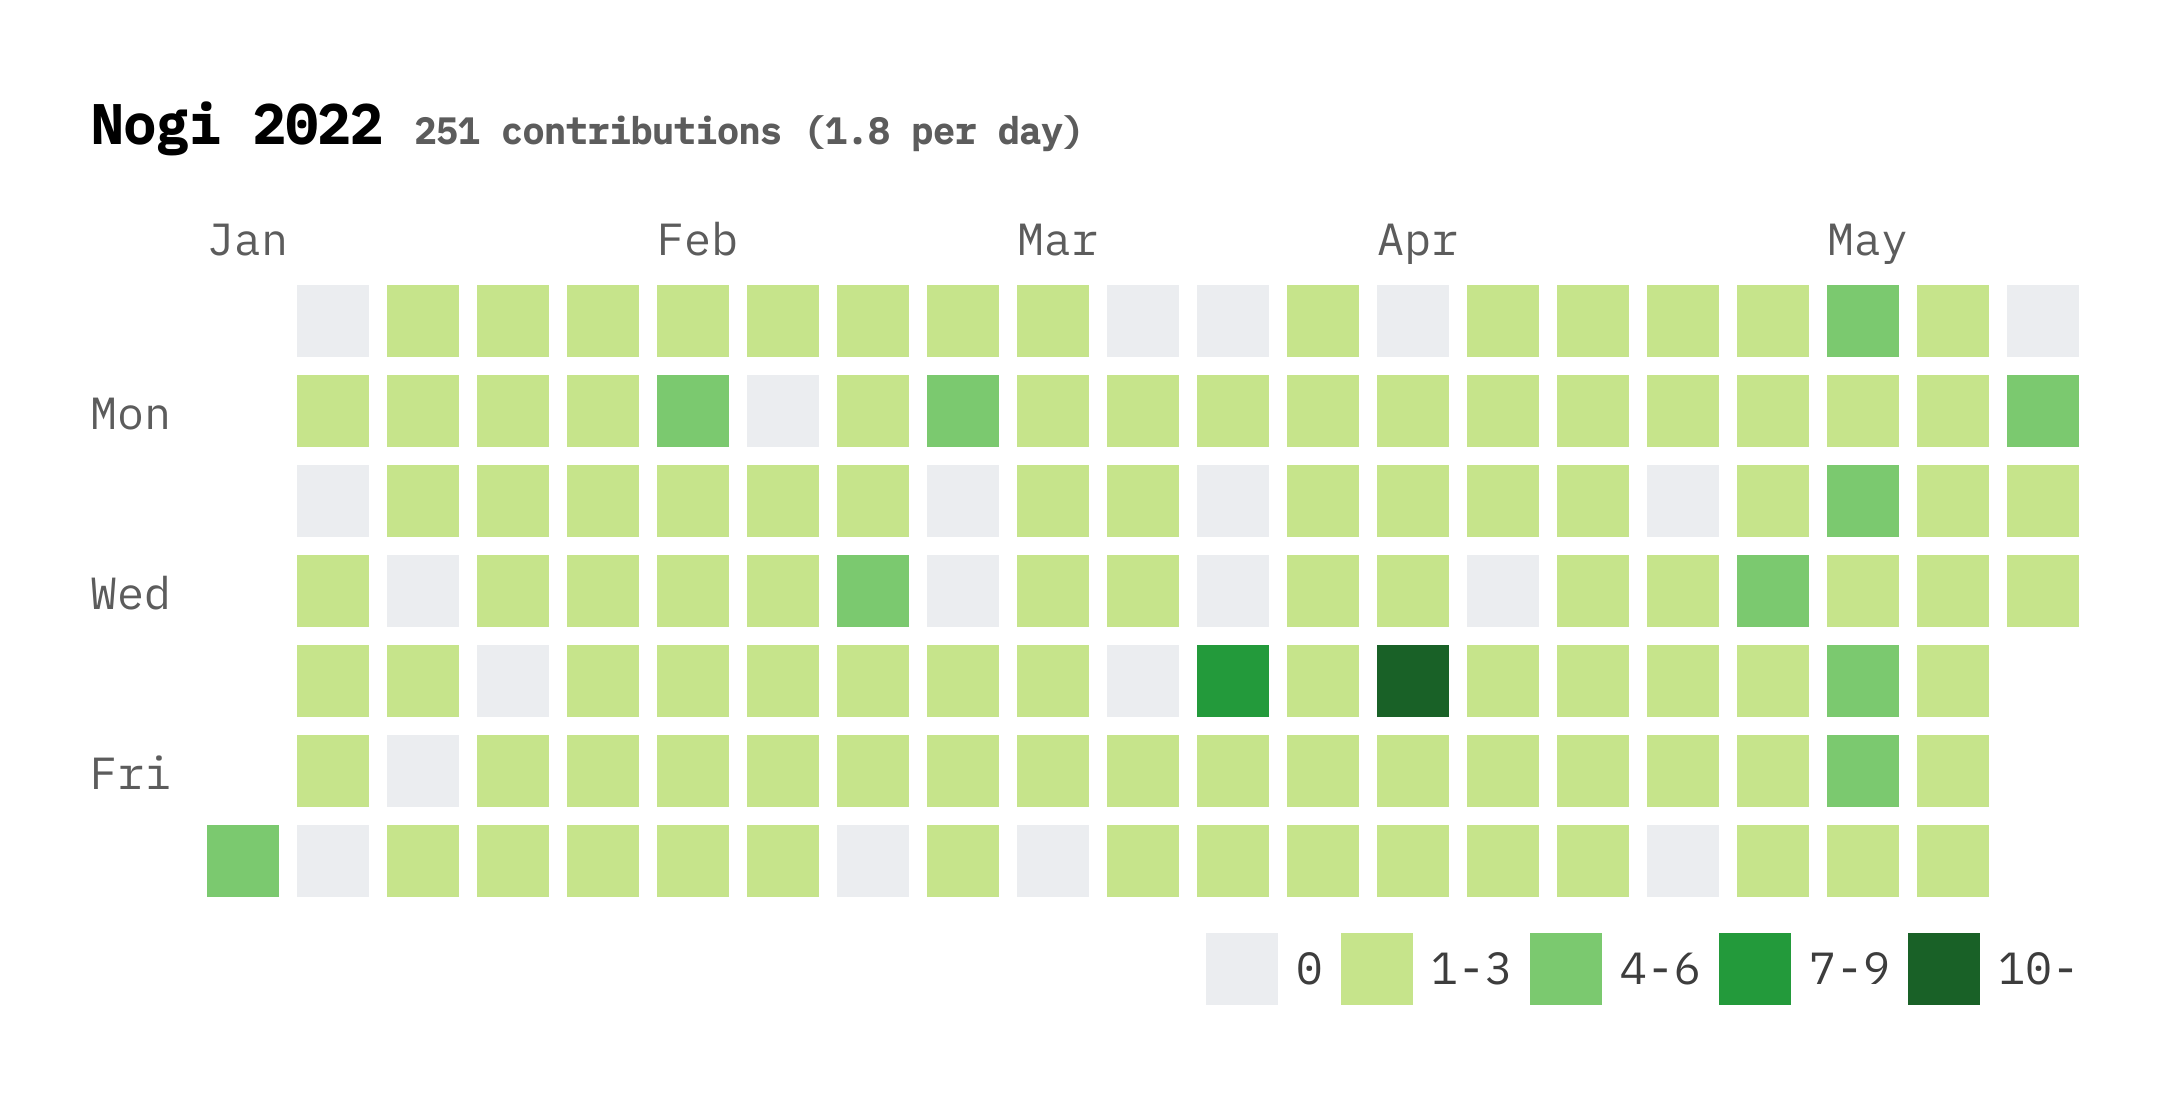 Nogi 2022 251 contributions (1.8 per day)
Jan Feb Mar Apr May
Mon
Wed
Fri
0 1-3 4-6 7-9 10-